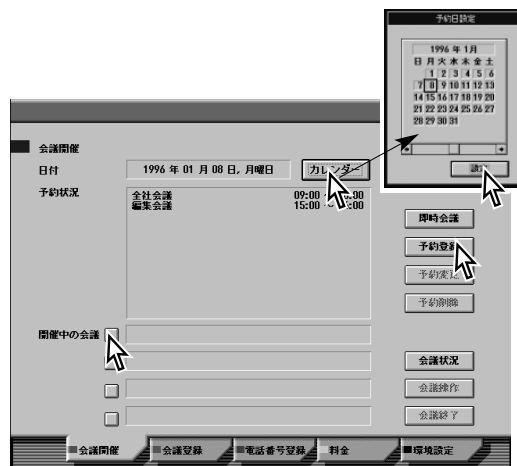 予約日設定
1996 年 1月
日 月 火 水 木 金 土
1 2 3 4 5 6
7 8 9 10 11 12 13
14 15 16 17 18 19 20
21 22 23 24 25 26 27
28 29 30 31
設定
会議開催
日付 1996 年 01 月 08 日, 月曜日 カレンダー
予約状況
全社会議 09:00 :00
編集会議 15:00 :00
即時会議
予約登録
予約変更
予約削除
開催中の会議
会議状況
会議操作
会議終了
会議開催 会議登録 電話番号登録 料金 環境設定